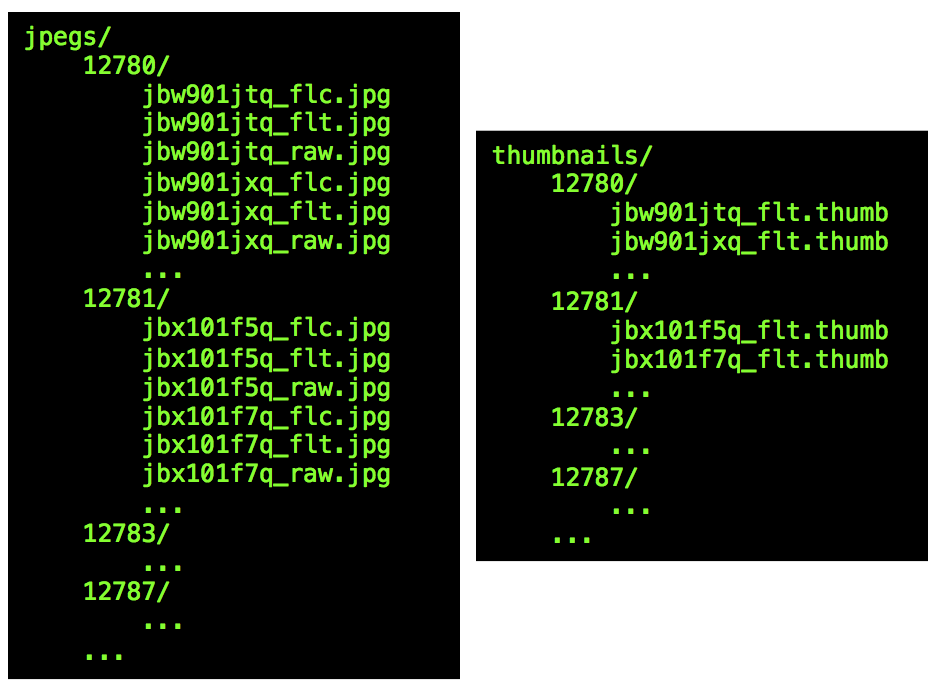 jpegs/
12780/
jbw901jtq_flc.jpg
jbw901jtq_flt.jpg
jbw901jtq_raw.jpg
jbw901jxq_flc.jpg
jbw901jxq_flt.jpg
jbw901jxq_raw.jpg
...
12781/
jbx101f5q_flc.jpg
jbx101f5q_flt.jpg
jbx101f5q_raw.jpg
jbx101f7q_flc.jpg
jbx101f7q_flt.jpg
jbx101f7q_raw.jpg
...
12783/
...
12787/
...
...
thumbnails/
12780/
jbw901jtq_flt.thumb
jbw901jxq_flt.thumb
...
12781/
jbx101f5q_flt.thumb
jbx101f7q_flt.thumb
...
12783/
...
12787/
...
...